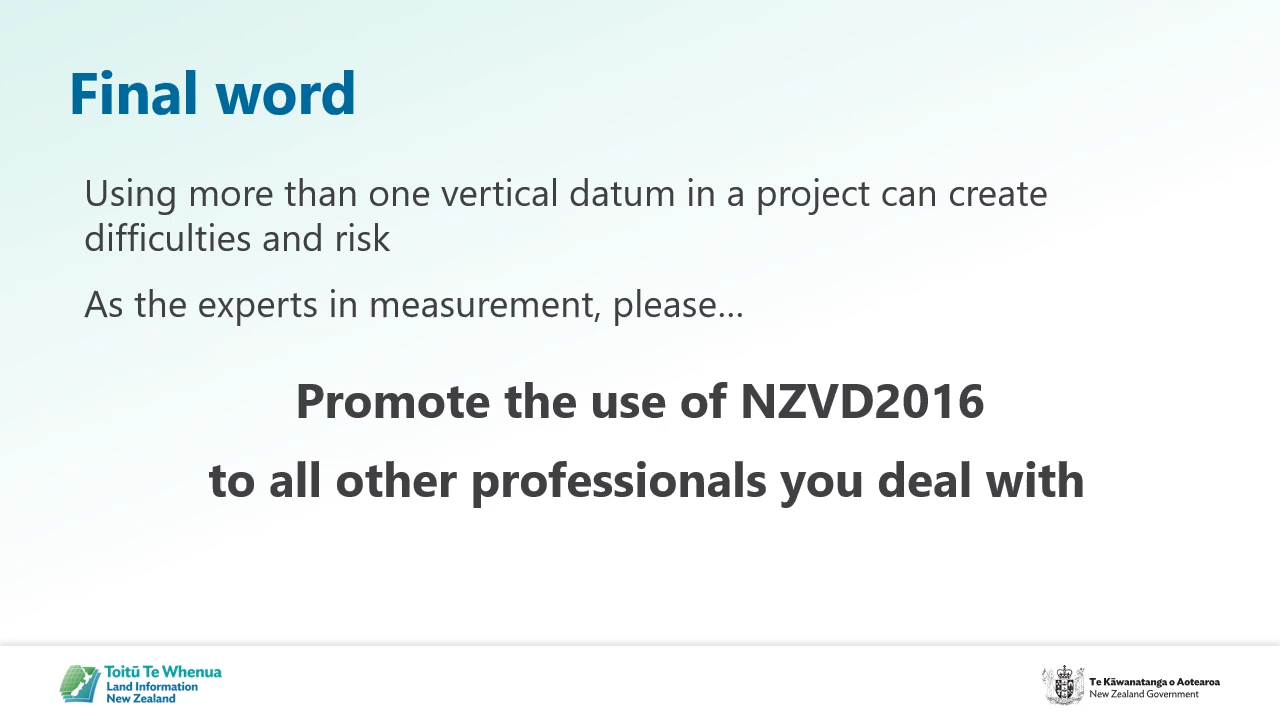 Final word
Using more than one vertical datum in a project can create
difficulties and risk
As the experts in measurement, please...
Promote the use of NZVD2016
to all other professionals you deal with
Toitū Te Whenua
Land Information
New Zealand
Te Kāwanatanga o Aotearoa
New Zealand Government